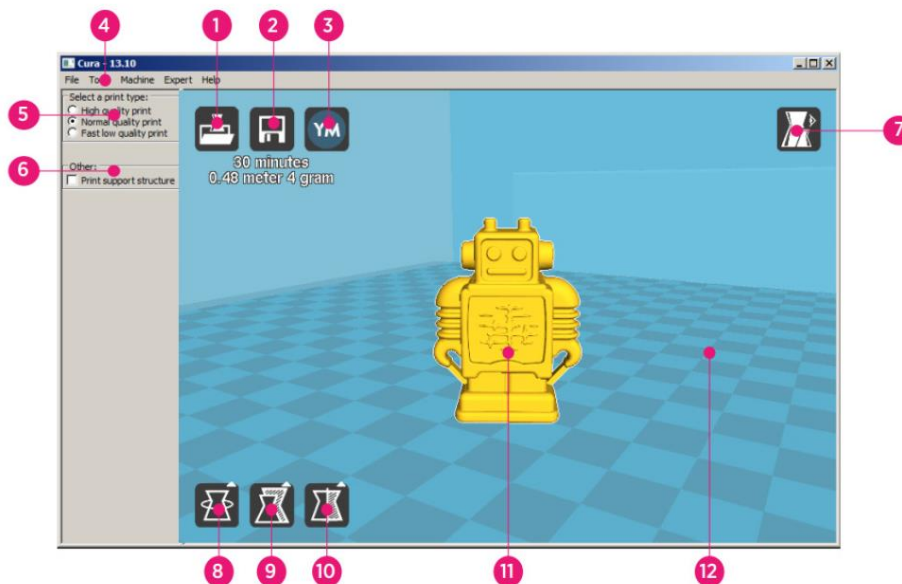 1
2
3
4
Cura - 13.10
File Machine Expert Help
Select a print type:
High quality print
5
Normal quality print
Fast low quality print
YM
7
30 minutes
0.48 meter 4 gram
Other:
6
Print support structure
11
12
8
9
10